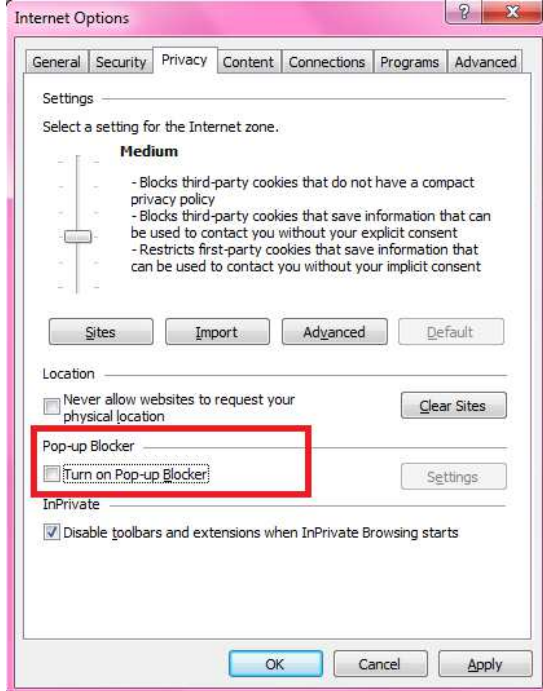 Internet Options
General Security Privacy Content Connections Programs Advanced
Settings
Select a setting for the Internet zone.
Medium
- Blocks third-party cookies that do not have a compact
privacy policy
- Blocks third-party cookies that save information that can
be used to contact you without your explicit consent
- Restricts first-party cookies that save information that
can be used to contact you without your implicit consent
Sites Import Advanced Default
Location
Never allow websites to request your
physical location
Clear Sites
Pop-up Blocker
Turn on Pop-up Blocker
Settings
InPrivate
Disable toolbars and extensions when InPrivate Browsing starts
OK Cancel Apply